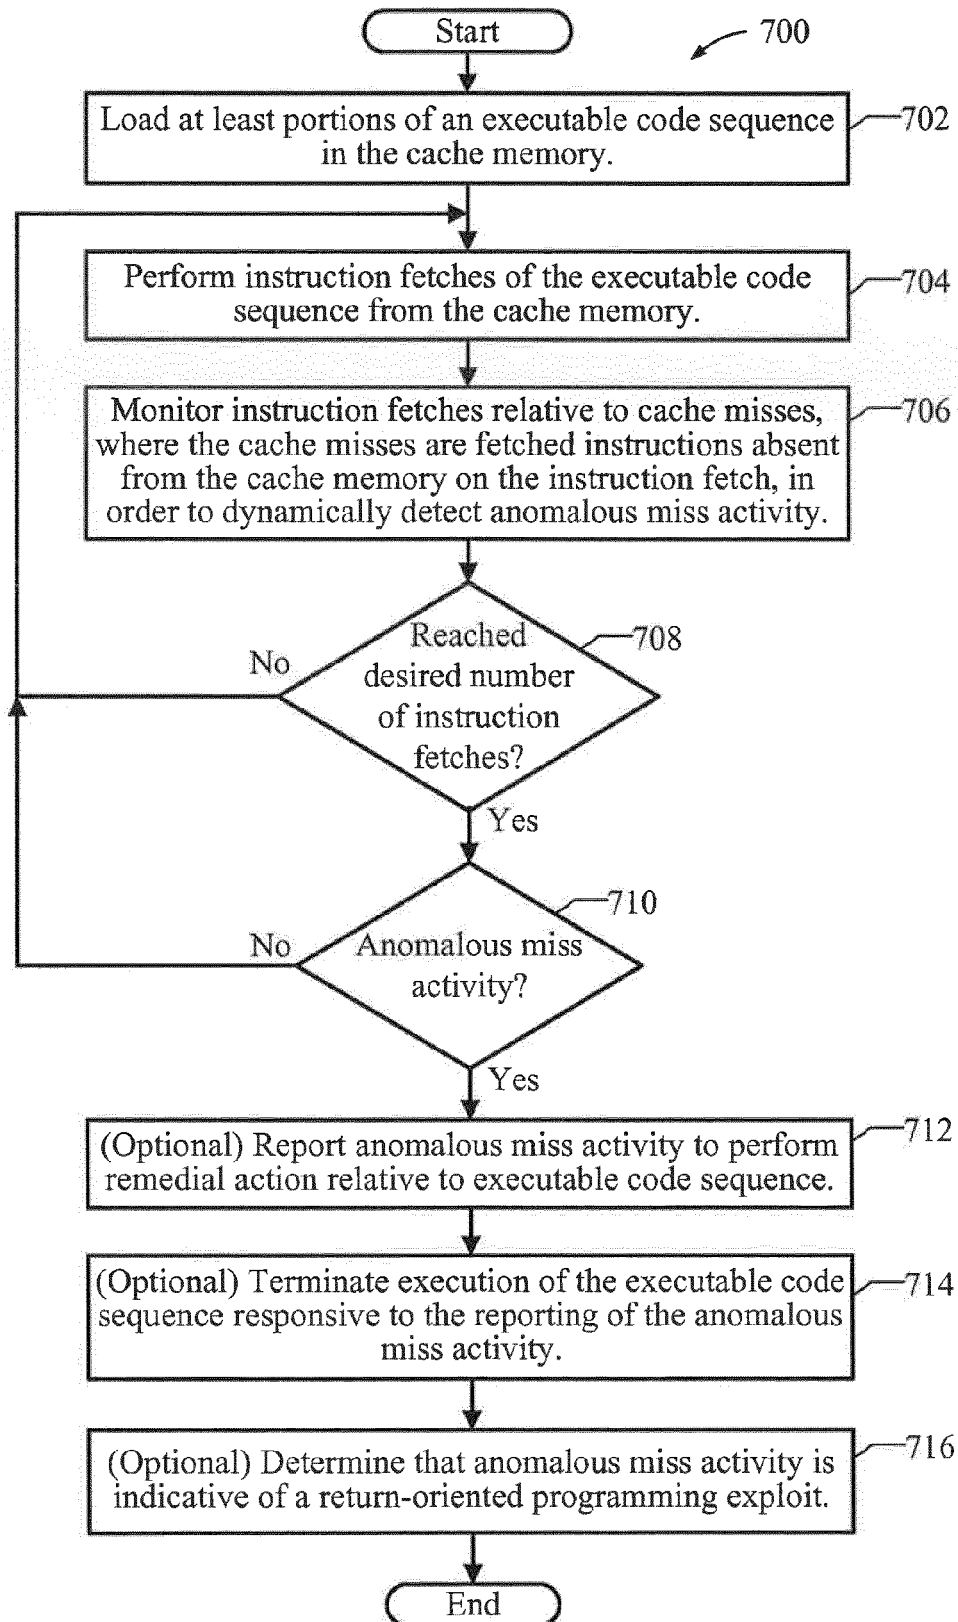 Start
700
Load at least portions of an executable code sequence
in the cache memory.
702
Perform instruction fetches of the executable code
sequence from the cache memory.
704
Monitor instruction fetches relative to cache misses,
where the cache misses are fetched instructions absent
from the cache memory on the instruction fetch, in
order to dynamically detect anomalous miss activity.
706
Reached
desired number
of instruction
fetches?
708
No
Yes
Anomalous miss
activity?
710
No
Yes
(Optional) Report anomalous miss activity to perform
remedial action relative to executable code sequence.
712
(Optional) Terminate execution of the executable code
sequence responsive to the reporting of the anomalous
miss activity.
714
(Optional) Determine that anomalous miss activity is
indicative of a return-oriented programming exploit.
716
End